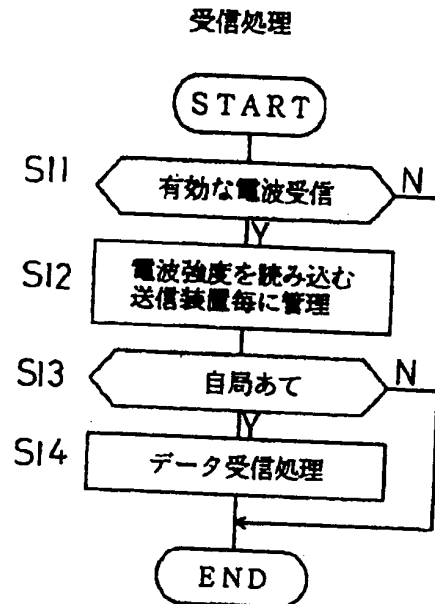 受信処理
START
S11
有効な電波受信
N
Y
S12
電波強度を読み込む
送信装置毎に管理
S13
自局あて
N
Y
S14
データ受信処理
END